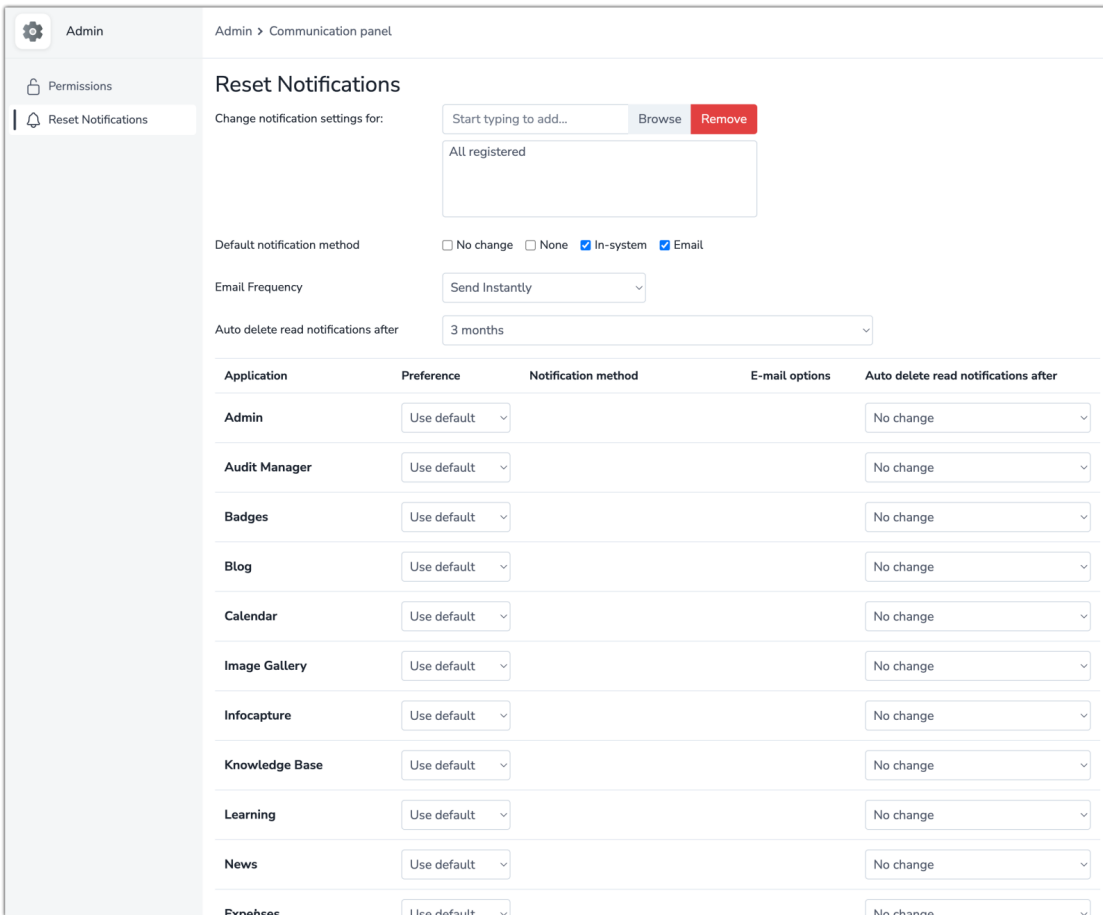 Admin
Admin > Communication panel
Permissions
Reset Notifications
Reset Notifications
Change notification settings for:
Start typing to add... Browse Remove
All registered
Default notification method No change None In-system Email
Email Frequency Send Instantly
Auto delete read notifications after 3 months
Application Preference Notification method E-mail options Auto delete read notifications after
Admin Use default No change
Audit Manager Use default No change
Badges Use default No change
Blog Use default No change
Calendar Use default No change
Image Gallery Use default No change
Infocapture Use default No change
Knowledge Base Use default No change
Learning Use default No change
News Use default No change
Expenses Use default No change